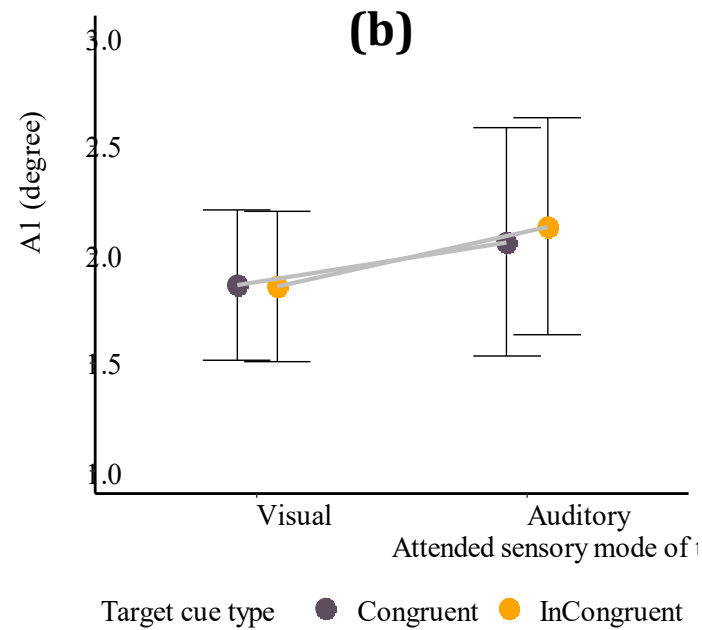 (b)
3.0
2.5
2.0
1.5
1.0
A1 (degree)
Visual
Auditory
Attended sensory mode of
Target cue type
Congruent
InCongruent